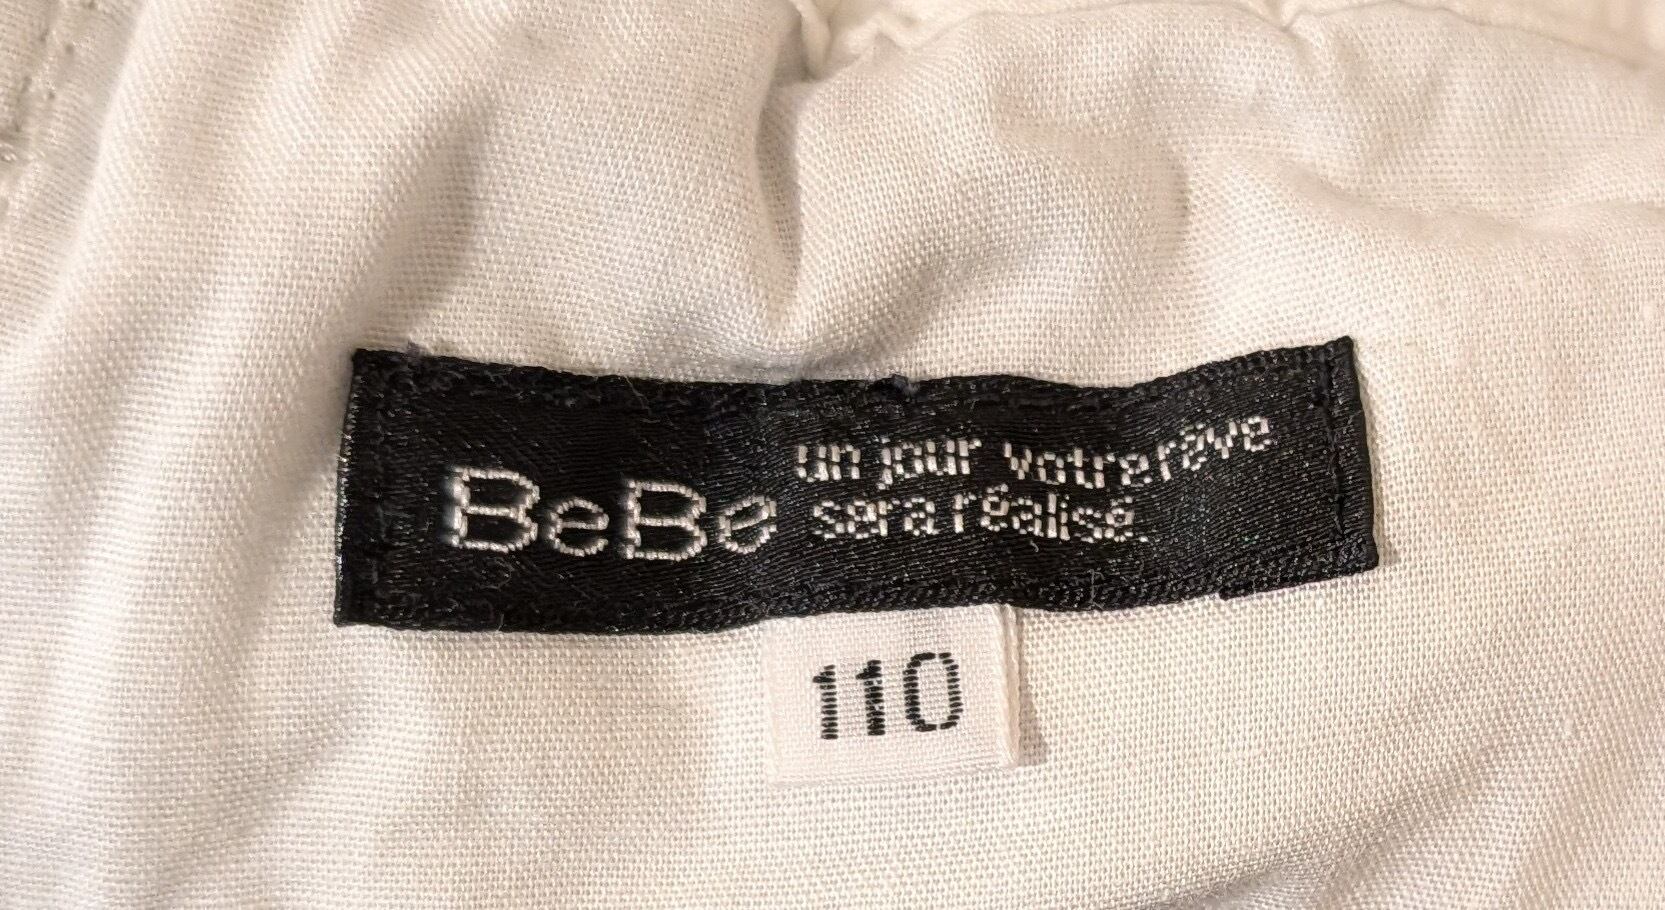 BeBe
un jour votre rêve
sera réalisé.
110